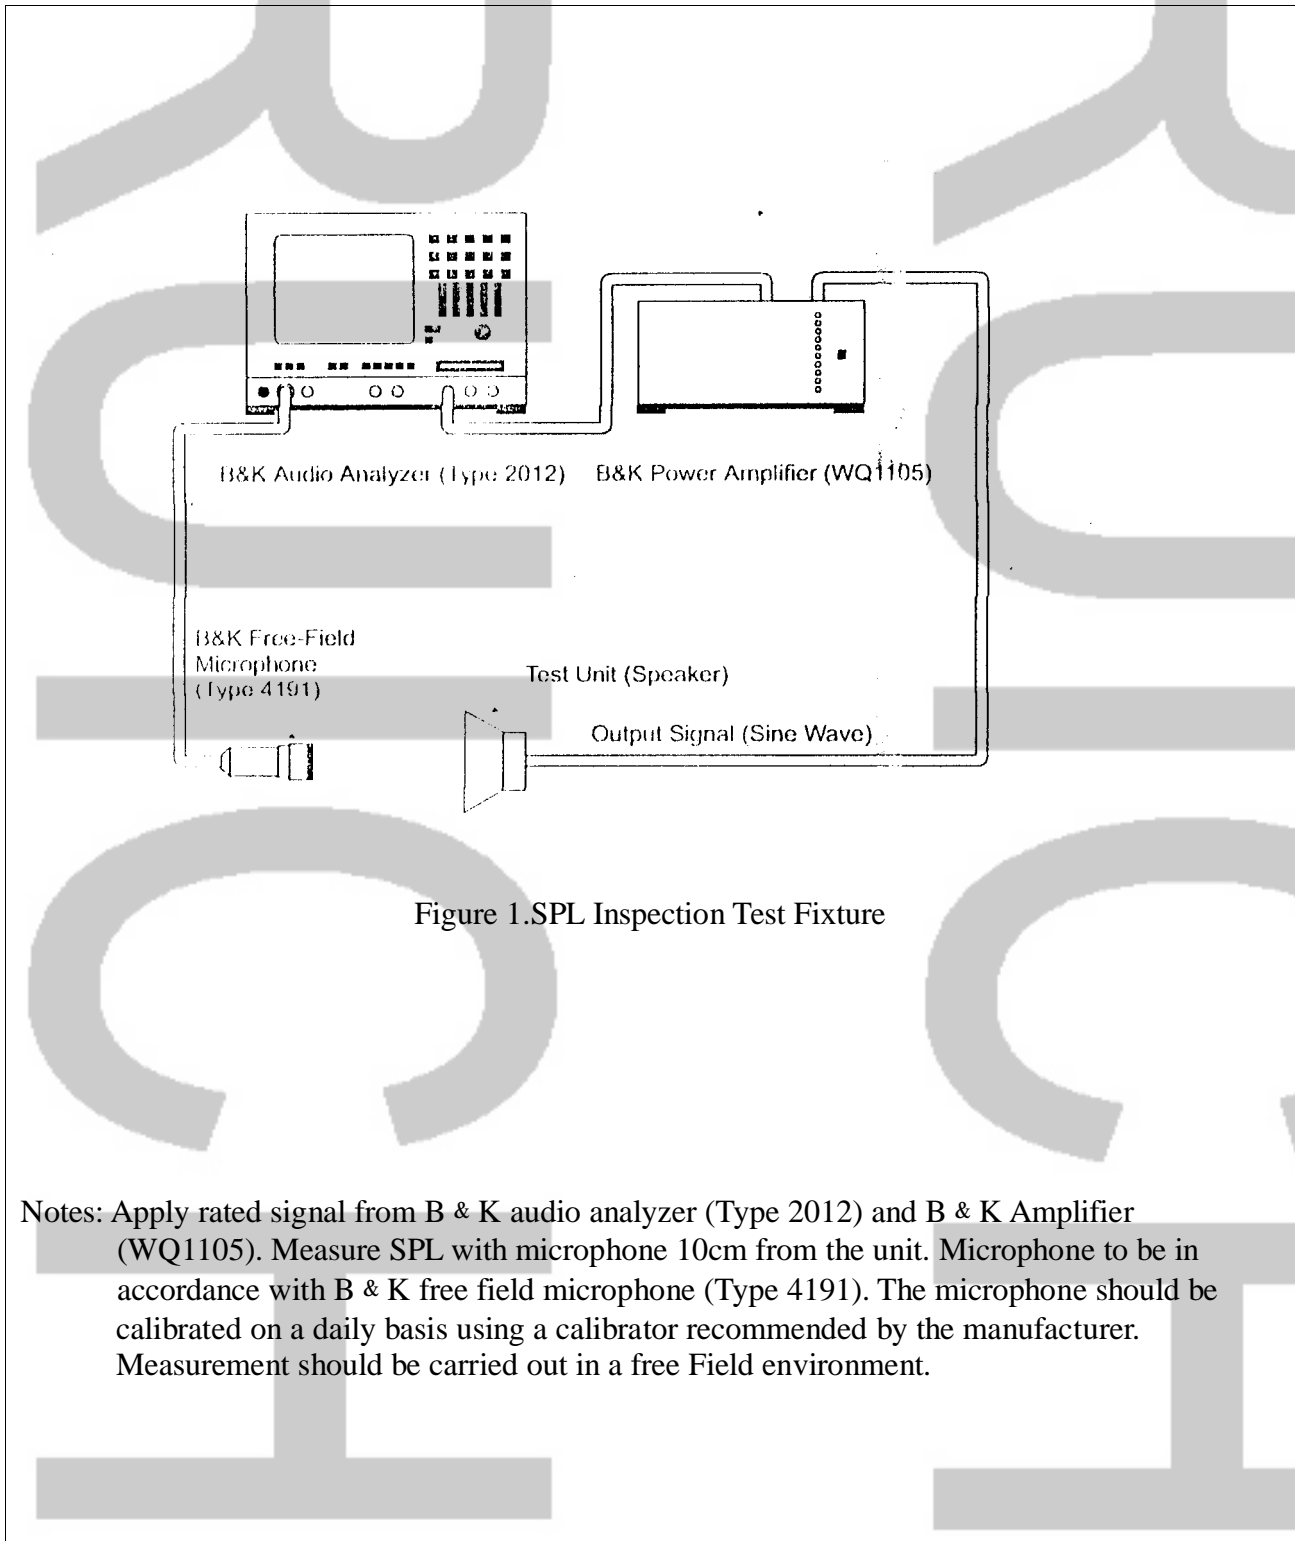 B&K Audio Analyzer (Type 2012)
B&K Power Amplifier (WQ1105)
B&K Free-Field
Microphone
(Type 4191)
Test Unit (Speaker)
Output Signal (Sine Wave)
Figure 1.SPL Inspection Test Fixture
Notes: Apply rated signal from B & K audio analyzer (Type 2012) and B & K Amplifier
(WQ1105). Measure SPL with microphone 10cm from the unit. Microphone to be in
accordance with B & K free field microphone (Type 4191). The microphone should be
calibrated on a daily basis using a calibrator recommended by the manufacturer.
Measurement should be carried out in a free Field environment.